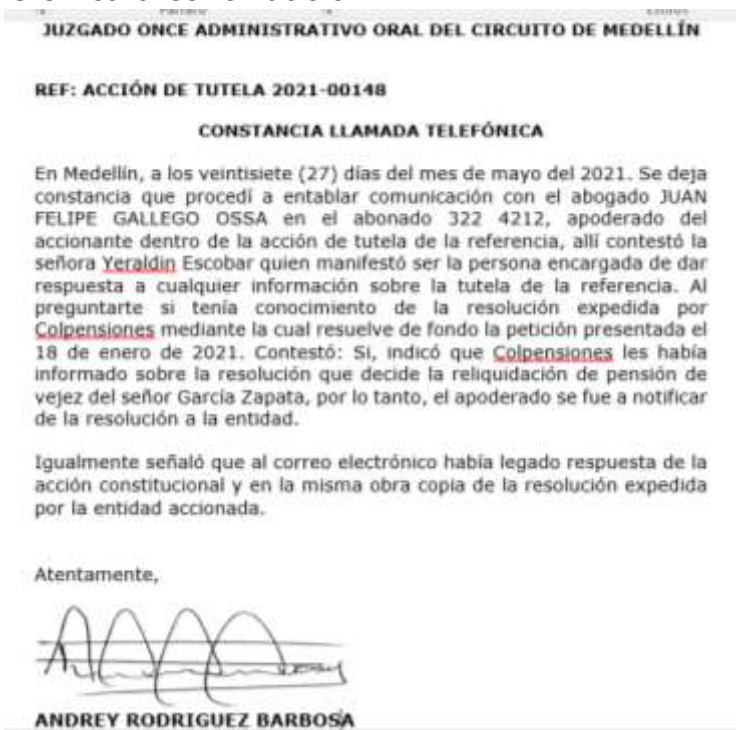 JUZGADO ONCE ADMINISTRATIVO ORAL DEL CIRCUITO DE MEDELLÍN
REF: ACCIÓN DE TUTELA 2021-00148
CONSTANCIA LLAMADA TELEFÓNICA
En Medellín, a los veintisiete (27) días del mes de mayo del 2021. Se deja
constancia que procedí a entablar comunicación con el abogado JUAN
FELIPE GALLEGO OSSA en el abonado 322 4212, apoderado del
accionante dentro de la acción de tutela de la referencia, allí contestó la
señora Yeraldin Escobar quien manifestó ser la persona encargada de dar
respuesta a cualquier información sobre la tutela de la referencia. Al
preguntarte si tenía conocimiento de la resolución expedida por
Colpensiones mediante la cual resuelve de fondo la petición presentada el
18 de enero de 2021. Contestó: Si, indicó que Colpensiones les había
informado sobre la resolución que decide la reliquidación de pensión de
vejez del señor García Zapata, por lo tanto, el apoderado se fue a notificar
de la resolución a la entidad.
Igualmente señaló que al correo electrónico había legado respuesta de la
acción constitucional y en la misma obra copia de la resolución expedida
por la entidad accionada.
Atentamente,
ANDREY RODRIGUEZ BARBOSA